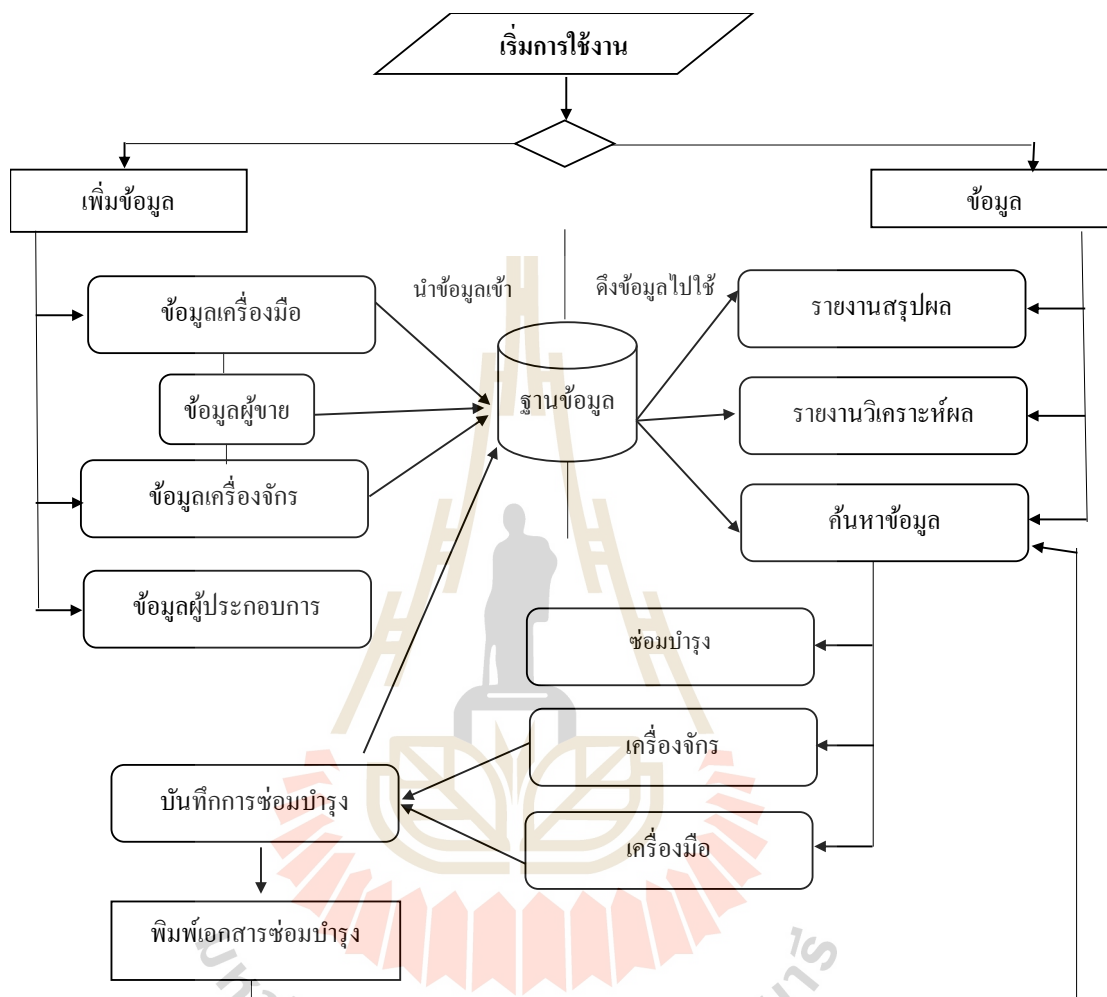 เริ่มการใช้งาน
เพิ่มข้อมูล
ข้อมูล
นำข้อมูลเข้า
ดึงข้อมูลไปใช้
ข้อมูลเครื่องมือ
รายงานสรุปผล
ข้อมูลผู้ขาย
ฐานข้อมูล
รายงานวิเคราะห์ผล
ข้อมูลเครื่องจักร
ค้นหาข้อมูล
ข้อมูลผู้ประกอบการ
ซ่อมบำรุง
เครื่องจักร
บันทึกการซ่อมบำรุง
เครื่องมือ
พิมพ์เอกสารซ่อมบำรุง